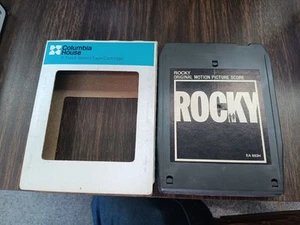 Columbia
House
ROCKY
ORIGINAL MOTION PICTURE SCORE
ROCKY